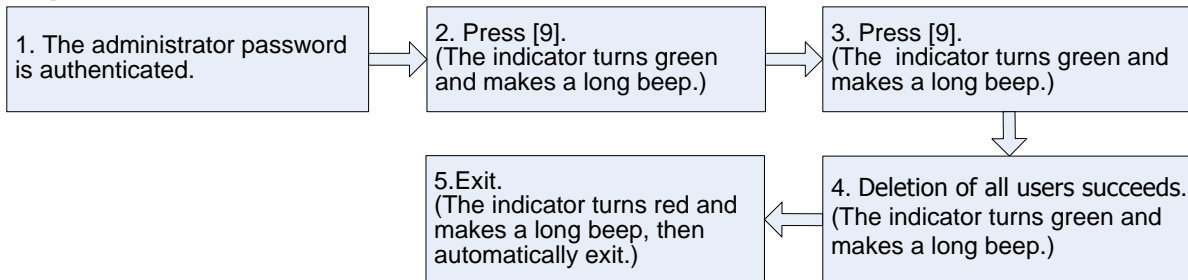 1. The administrator password
is authenticated.
2. Press [9].
(The indicator turns green
and makes a long beep.)
3. Press [9].
(The indicator turns green and
makes a long beep.)
4. Deletion of all users succeeds.
(The indicator turns green and
makes a long beep.)
5.Exit.
(The indicator turns red and
makes a long beep, then
automatically exit.)